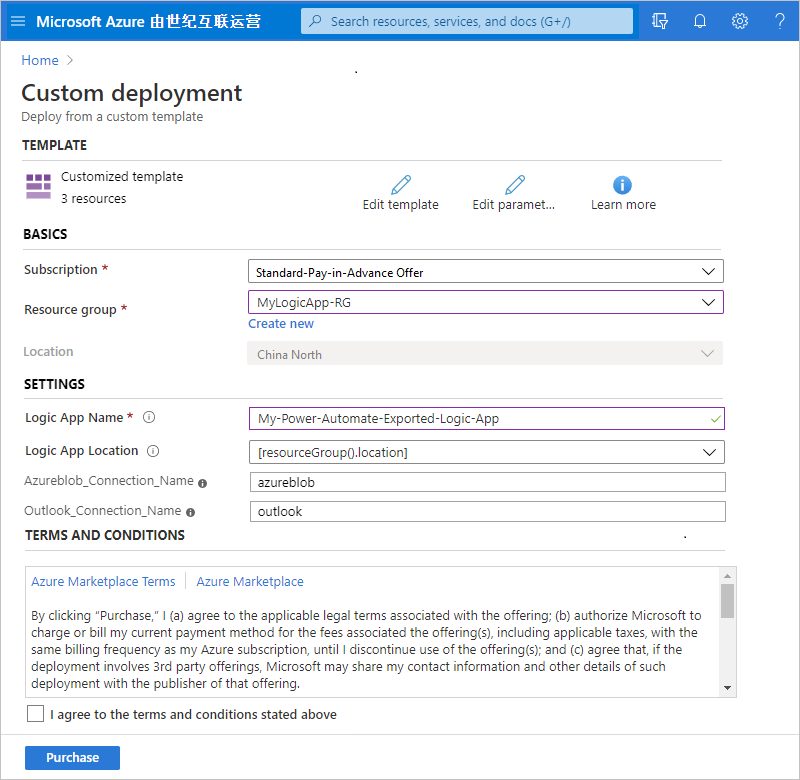 Microsoft Azure 由世纪互联运营
Search resources, services, and docs (G+/)
Home
Custom deployment
Deploy from a custom template
TEMPLATE
Customized template
3 resources
Edit template
Edit paramet...
Learn more
BASICS
Subscription *
Standard-Pay-in-Advance Offer
Resource group *
MyLogicApp-RG
Create new
Location
China North
SETTINGS
Logic App Name *
My-Power-Automate-Exported-Logic-App
Logic App Location
[resourceGroup().location]
Azureblob_Connection_Name
azureblob
Outlook_Connection_Name
outlook
TERMS AND CONDITIONS
Azure Marketplace Terms
Azure Marketplace
By clicking “Purchase,” I (a) agree to the applicable legal terms associated with the offering; (b) authorize Microsoft to
charge or bill my current payment method for the fees associated the offering(s), including applicable taxes, with the
same billing frequency as my Azure subscription, until I discontinue use of the offering(s); and (c) agree that, if the
deployment involves 3rd party offerings, Microsoft may share my contact information and other details of such
deployment with the publisher of that offering.
I agree to the terms and conditions stated above
Purchase